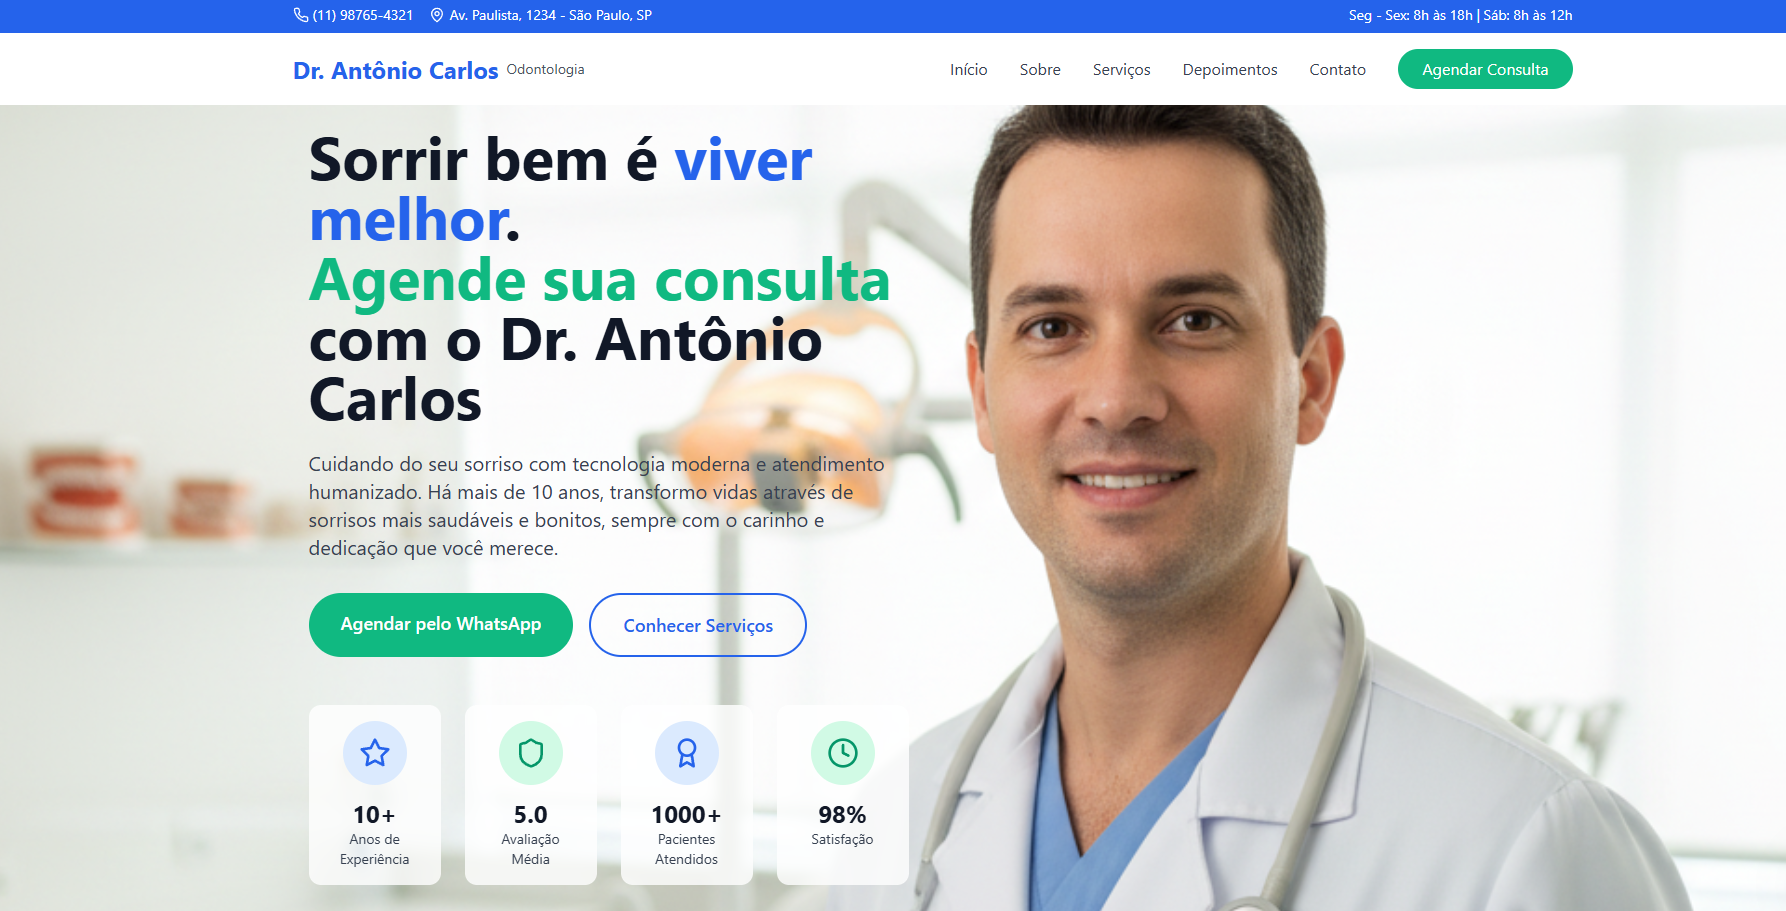 (11) 98765-4321 Av. Paulista, 1234 - São Paulo, SP Seg - Sex: 8h às 18h | Sáb: 8h às 12h
Dr. Antônio Carlos Odontologia Início Sobre Serviços Depoimentos Contato Agendar Consulta
Sorrir bem é viver
melhor.
Agende sua consulta
com o Dr. Antônio
Carlos
Cuidando do seu sorriso com tecnologia moderna e atendimento
humanizado. Há mais de 10 anos, transformo vidas através de
sorrisos mais saudáveis e bonitos, sempre com o carinho e
dedicação que você merece.
Agendar pelo WhatsApp Conhecer Serviços
10+ 5.0 1000+ 98%
Anos de Avaliação Pacientes Satisfação
Experiência Média Atendidos